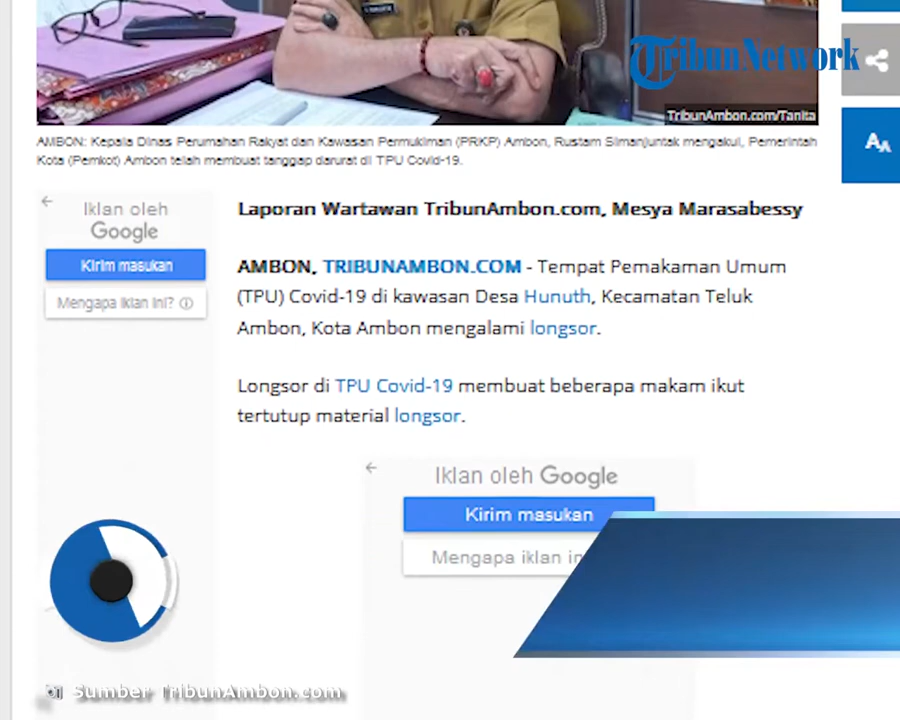 TribunNetwork
TribunAmbon.com/Tanita
AMBON: Kepala Dinas Perumahan Rakyat dan Kawasan Permukiman (PRKP) Ambon, Rustam Simanjuntak mengakui, Pemerintah
Kota (Pemkot) Ambon telah membuat tanggap darurat di TPU Covid-19.
AA
Iklan oleh
Google
Kirim masukan
Mengapa iklan ini?
Laporan Wartawan TribunAmbon.com, Mesya Marasabessy
AMBON, TRIBUNAMBON.COM - Tempat Pemakaman Umum
(TPU) Covid-19 di kawasan Desa Hunuth, Kecamatan Teluk
Ambon, Kota Ambon mengalami longsor.
Longsor di TPU Covid-19 membuat beberapa makam ikut
tertutup material longsor.
Iklan oleh Google
Kirim masukan
Mengapa iklan in
Sumber TribunAmbon.com